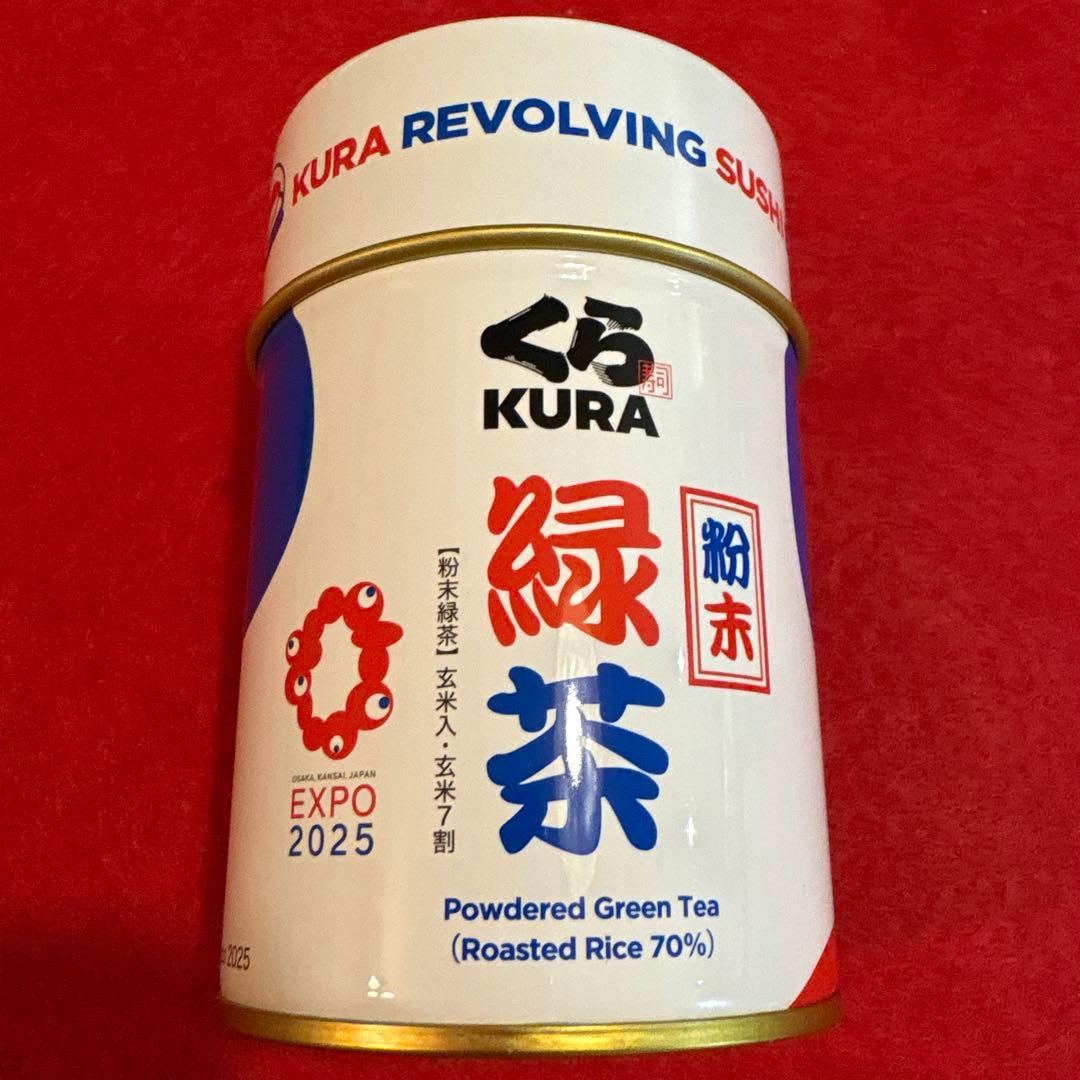 KURA REVOLVING SUSHI
くら
寿司
KURA
粉末
緑茶
【粉末緑茶】玄米入・玄米7割
OSAKA, KANSAI, JAPAN
EXPO
2025
Powdered Green Tea
(Roasted Rice 70%)
2025